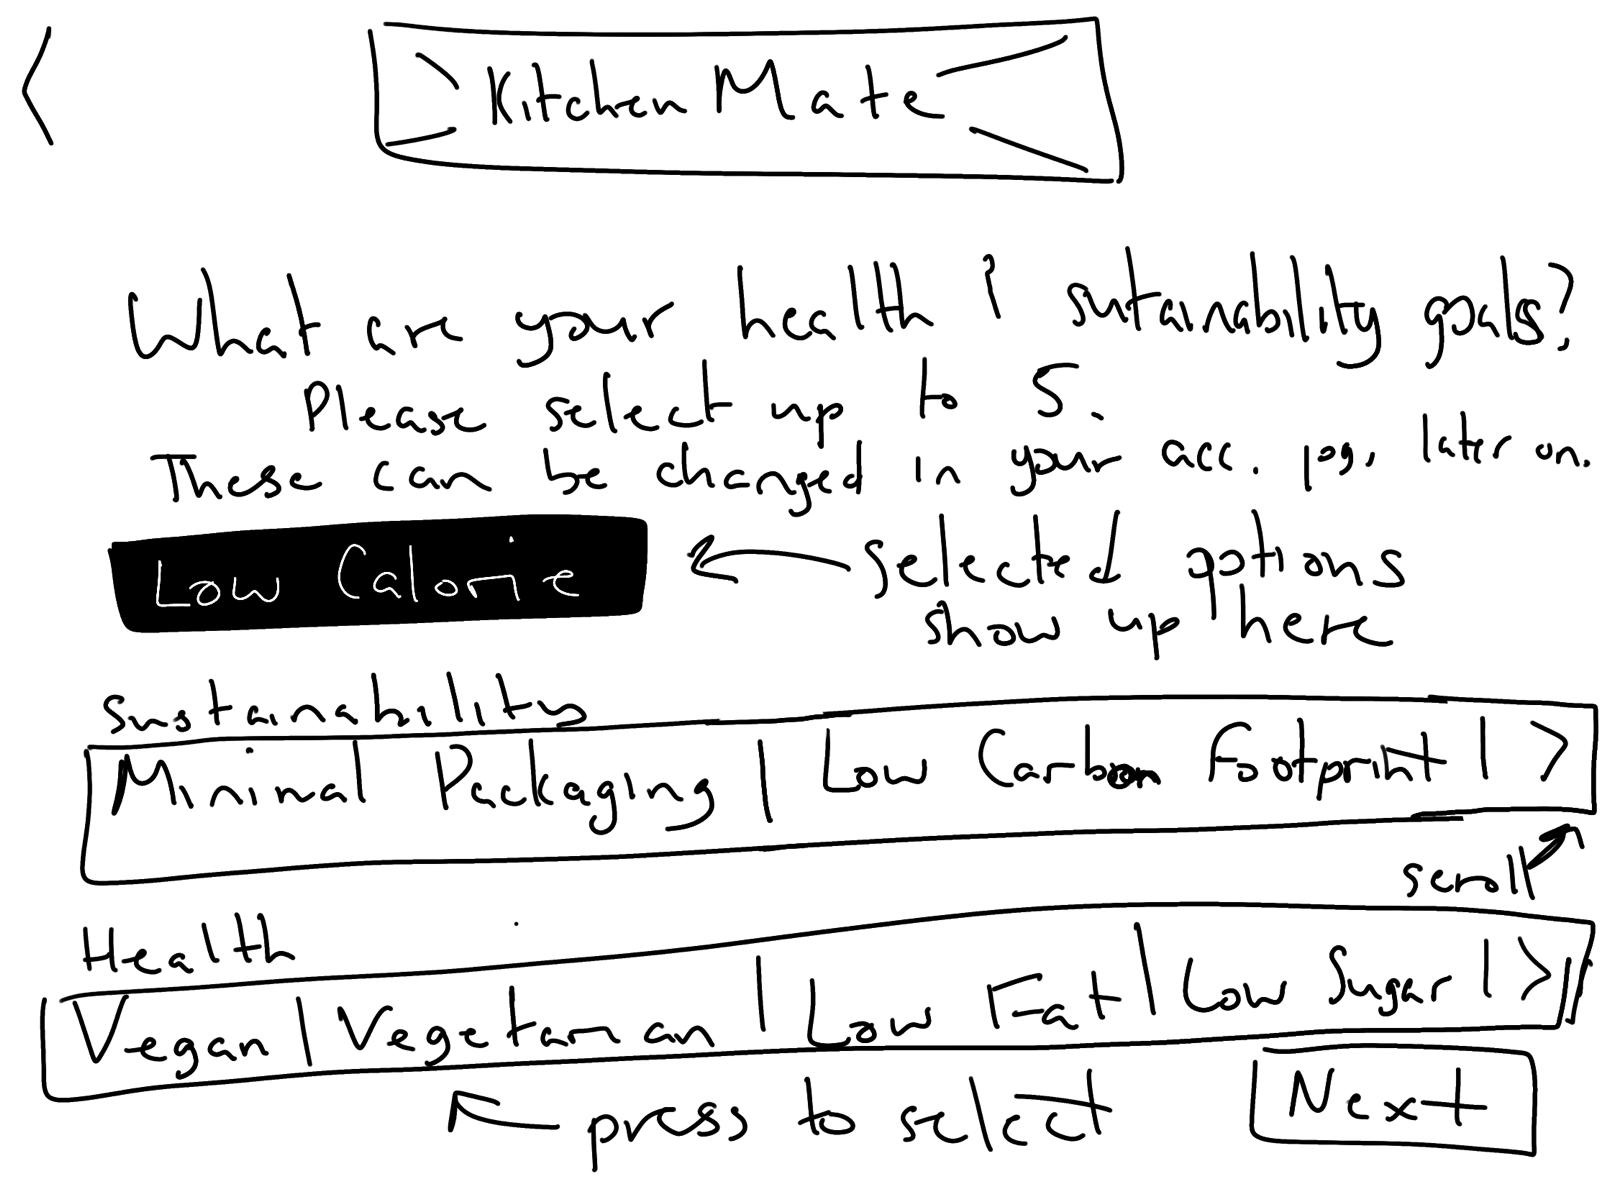 <
Kitchen Mate
What are your health & sutainability goals?
Please select up to 5.
These can be changed in your acc. pg. later on.
Low Calorie
selected options
show up here
Sustainability
Minimal Packaging | Low Carbon Footprint | >
scroll
Health
Vegan | Vegetarian | Low Fat | Low Sugar | >
press to select
Next